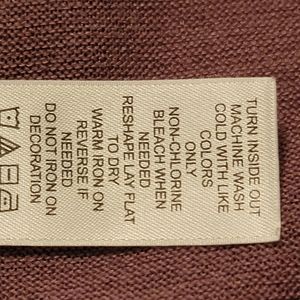 TURN INSIDE OUT
MACHINE WASH
COLD WITH LIKE
COLORS
ONLY
NON-CHLORINE
BLEACH WHEN
NEEDED
RESHAPE LAY FLAT
TO DRY
WARM IRON ON
REVERSE IF
NEEDED
DO NOT IRON ON
DECORATION